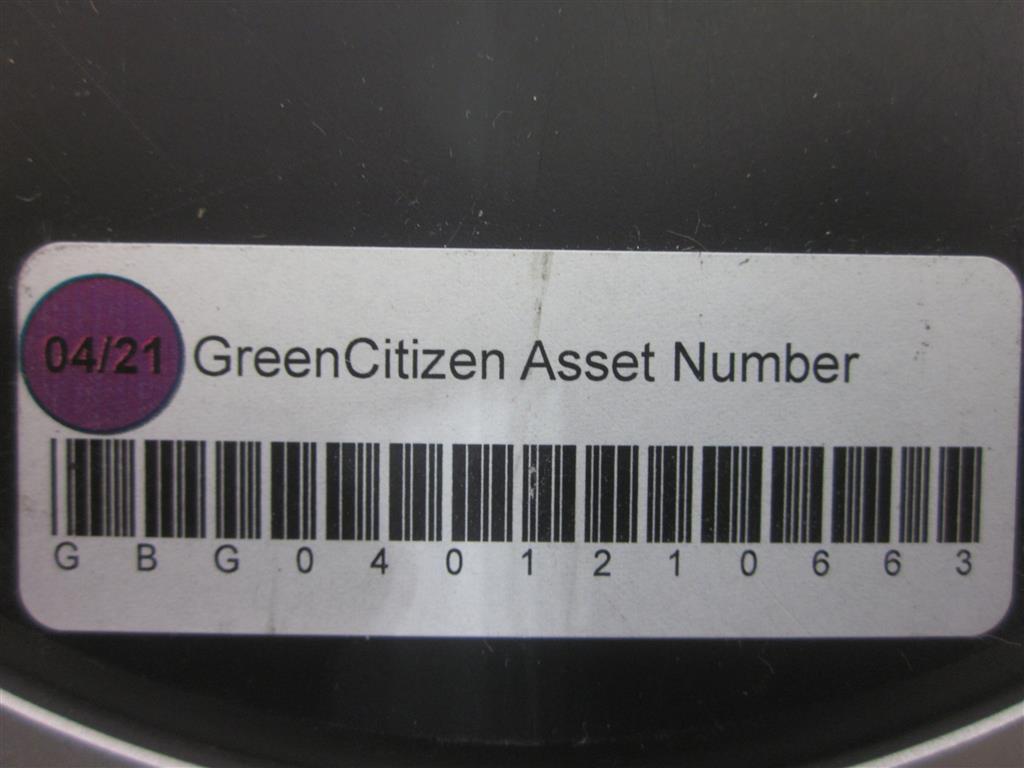 04/21 GreenCitizen Asset Number
G B G 0 4 0 1 2 1 0 6 6 3